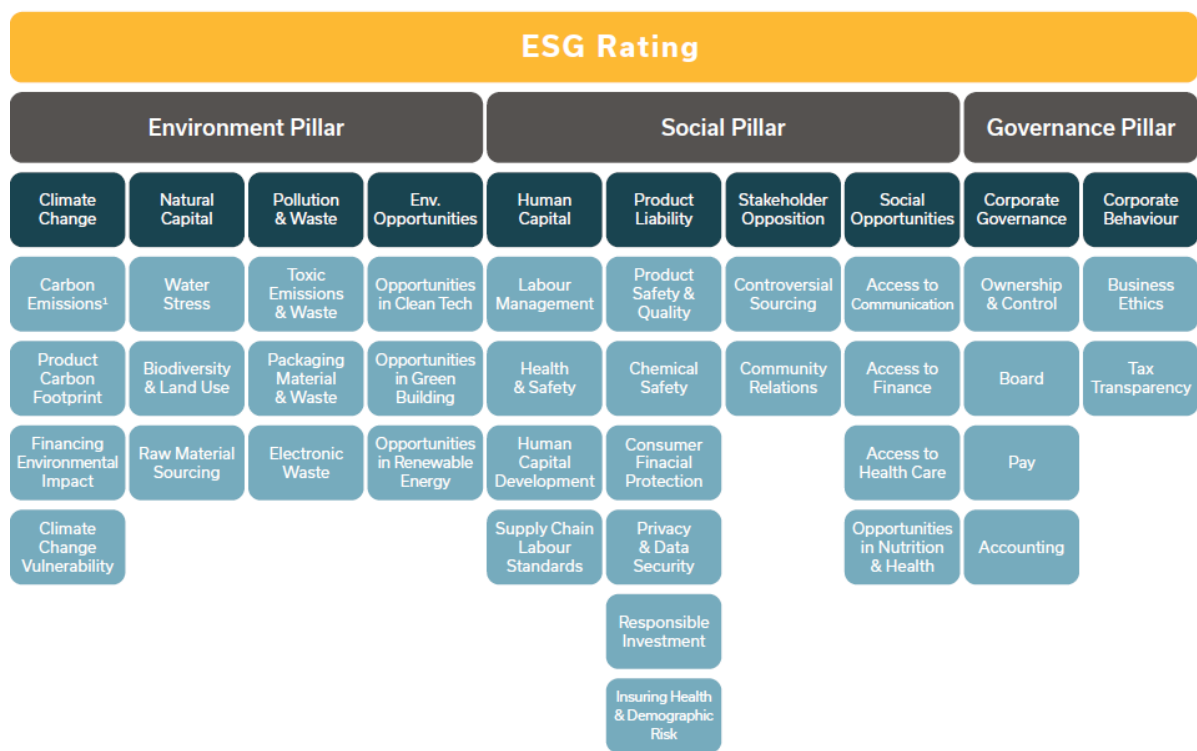 ESG Rating
Environment Pillar
Social Pillar
Governance Pillar
Climate
Change
Natural
Capital
Pollution
& Waste
Env.
Opportunities
Human
Capital
Product
Liability
Stakeholder
Opposition
Social
Opportunities
Corporate
Governance
Corporate
Behaviour
Carbon
Emissions¹
Water
Stress
Toxic
Emissions
& Waste
Opportunities
in Clean Tech
Labour
Management
Product
Safety &
Quality
Controversial
Sourcing
Access to
Communication
Ownership
& Control
Business
Ethics
Product
Carbon
Footprint
Biodiversity
& Land Use
Packaging
Material
& Waste
Opportunities
in Green
Building
Health
& Safety
Chemical
Safety
Community
Relations
Access to
Finance
Board
Tax
Transparency
Financing
Environmental
Impact
Raw Material
Sourcing
Electronic
Waste
Opportunities
in Renewable
Energy
Human
Capital
Development
Consumer
Finacial
Protection
Access to
Health Care
Pay
Climate
Change
Vulnerability
Supply Chain
Labour
Standards
Privacy
& Data
Security
Opportunities
in Nutrition
& Health
Accounting
Responsible
Investment
Insuring Health
& Demographic
Risk